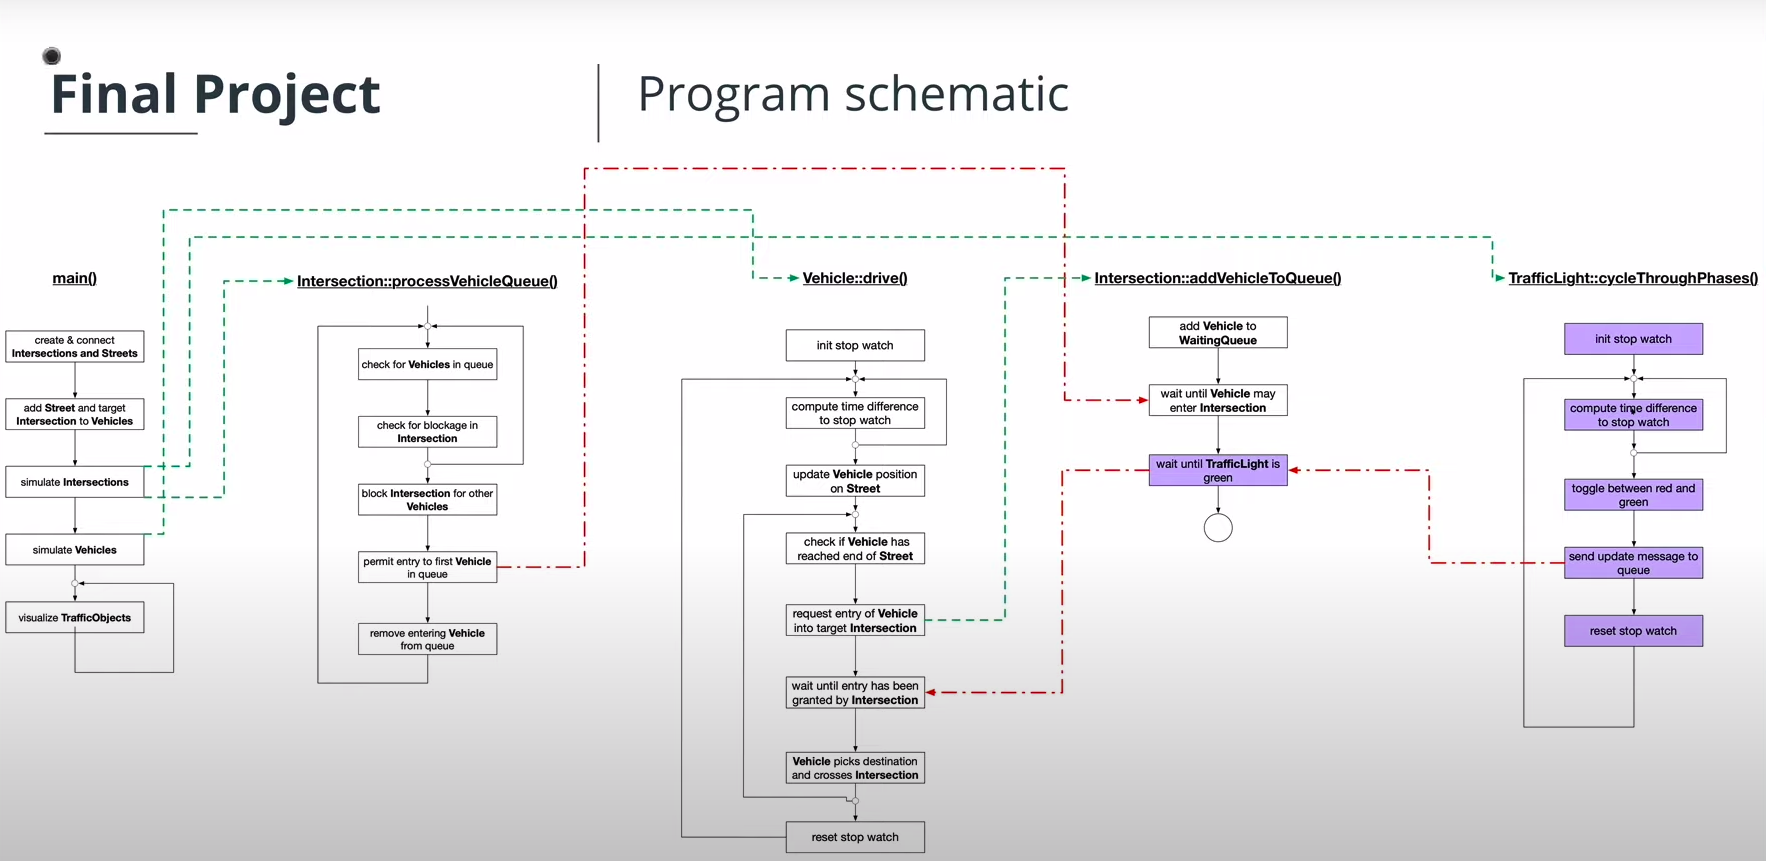 Final Project
Program schematic
main()
create & connect
Intersections and Streets
add Street and target
Intersection to Vehicles
simulate Intersections
simulate Vehicles
visualize TrafficObjects
Intersection::processVehicleQueue()
check for Vehicles in queue
check for blockage in
Intersection
block Intersection for other
Vehicles
permit entry to first Vehicle
in queue
remove entering Vehicle
from queue
Vehicle::drive()
init stop watch
compute time difference
to stop watch
update Vehicle position
on Street
check if Vehicle has
reached end of Street
request entry of Vehicle
into target Intersection
wait until entry has been
granted by Intersection
Vehicle picks destination
and crosses Intersection
reset stop watch
Intersection::addVehicleToQueue()
add Vehicle to
WaitingQueue
wait until Vehicle may
enter Intersection
wait until TrafficLight is
green
TrafficLight::cycleThroughPhases()
init stop watch
compute time difference
to stop watch
toggle between red and
green
send update message to
queue
reset stop watch